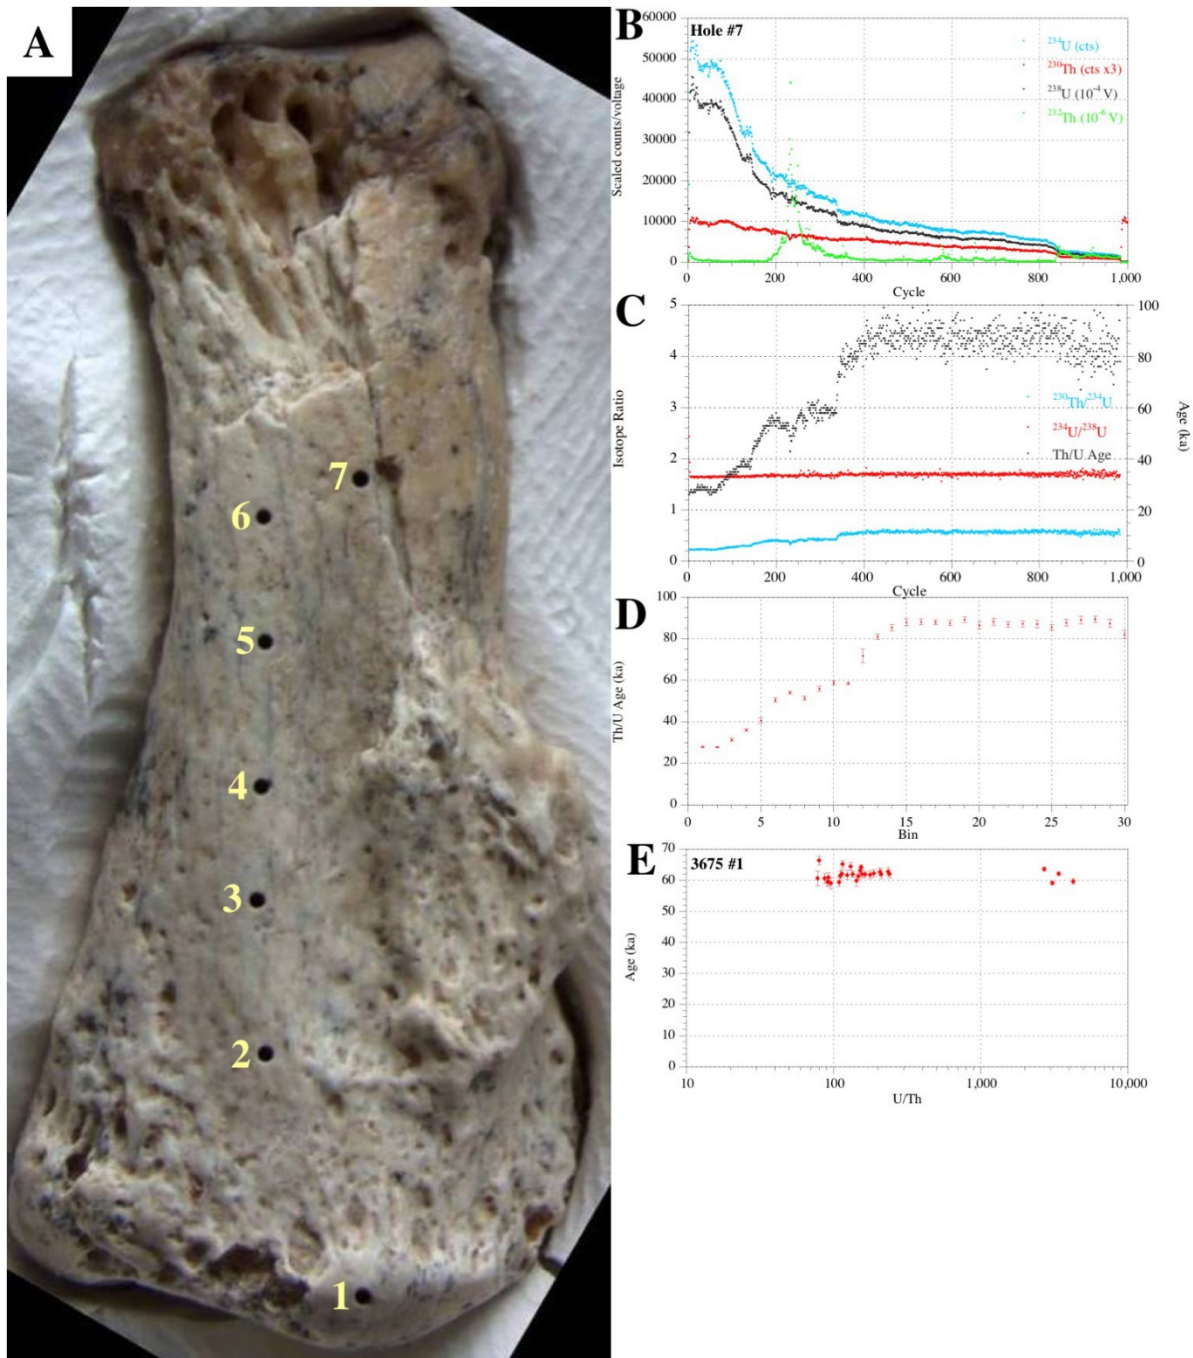 A
7
6
5
4
3
2
1
B
Hole #7
²³⁴U (cts)
²³⁰Th (cts x3)
²³⁸U (10⁻⁴ V)
²³²Th (10⁻⁶ V)
Scaled counts/voltage
60000
50000
40000
30000
20000
10000
0
0 200 400 600 800 1,000
Cycle
C
5
4
3
2
1
0
Isotope Ratio
100
80
60
40
20
0
Age (ka)
²³⁰Th/²³⁴U
²³⁴U/²³⁸U
Th/U Age
0 200 400 600 800 1,000
Cycle
D
100
80
60
40
20
0
Th/U Age (ka)
0 5 10 15 20 25 30
Bin
E
3675 #1
70
60
50
40
30
20
10
0
Age (ka)
10 100 1,000 10,000
U/Th